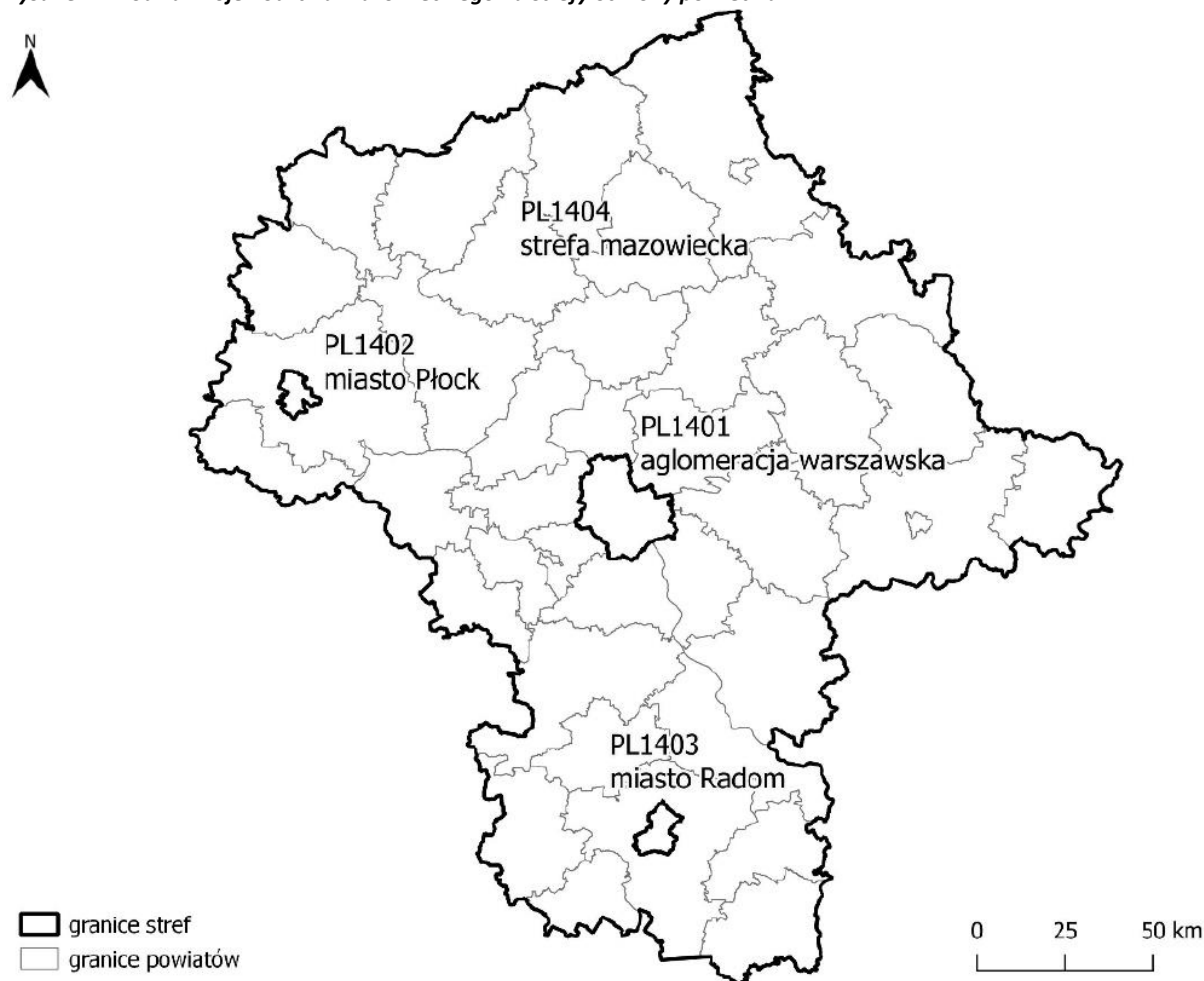 N
PL1404
strefa mazowiecka
PL1402
miasto Płock
PL1401
aglomeracja warszawska
PL1403
miasto Radom
granice stref
granice powiatów
0 25 50 km